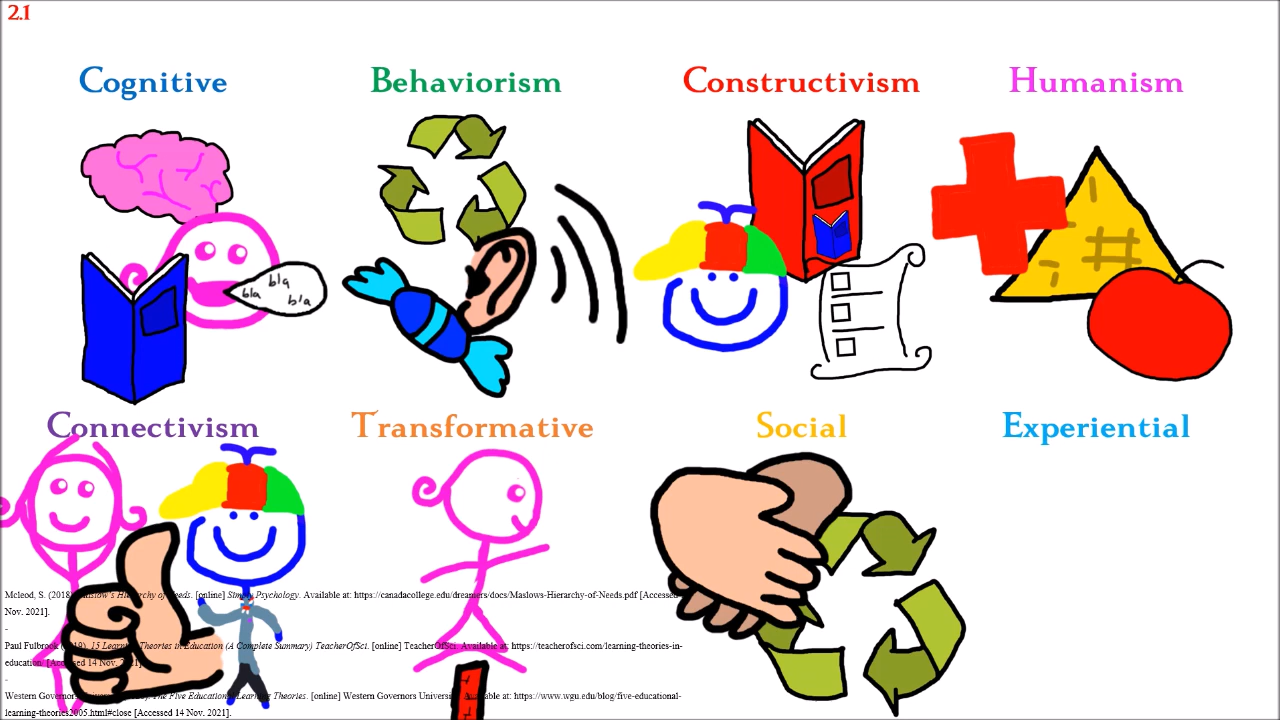 2.1
Cognitive Behaviorism Constructivism Humanism
bla
bla bla
Connectivism Transformative Social Experiential
Mcleod, S. (2018 of Needs. [online] Simply Psychology. Available at: https://canadacollege.edu/dreamers/docs/Maslows-Hierarchy-of-Needs.pdf [Accessed
Nov. 2021].
-
Paul Fulbrook 15 Learning Theories in Education (A Complete Summary) TeacherOfSci. [online] TeacherOfSci. Available at: https://teacherofsci.com/learning-theories-in-
education/ [Accessed 14 Nov. 2021].
-
Western Governors The Five Educational Learning Theories. [online] Western Governors University. Available at: https://www.wgu.edu/blog/five-educational-
learning-theories2005.html#close [Accessed 14 Nov. 2021].